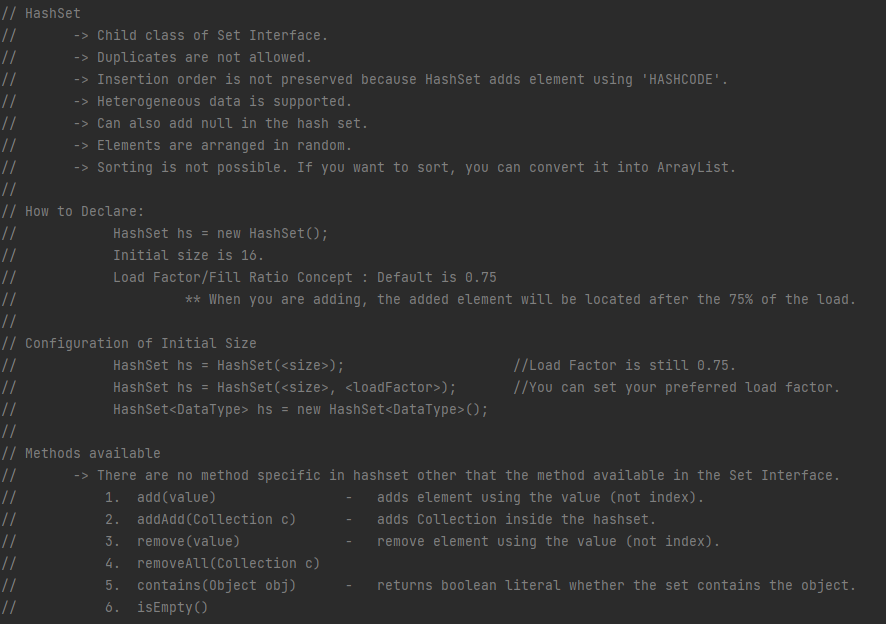 // HashSet
//       -> Child class of Set Interface.
//       -> Duplicates are not allowed.
//       -> Insertion order is not preserved because HashSet adds element using 'HASHCODE'.
//       -> Heterogeneous data is supported.
//       -> Can also add null in the hash set.
//       -> Elements are arranged in random.
//       -> Sorting is not possible. If you want to sort, you can convert it into ArrayList.
//
// How to Declare:
//            HashSet hs = new HashSet();
//            Initial size is 16.
//            Load Factor/Fill Ratio Concept : Default is 0.75
//                     ** When you are adding, the added element will be located after the 75% of the load.
//
// Configuration of Initial Size
//            HashSet hs = HashSet(<size>);                     //Load Factor is still 0.75.
//            HashSet hs = HashSet(<size>, <loadFactor>);       //You can set your preferred load factor.
//            HashSet<DataType> hs = new HashSet<DataType>();
//
// Methods available
//       -> There are no method specific in hashset other that the method available in the Set Interface.
//           1.  add(value)                -   adds element using the value (not index).
//           2.  addAdd(Collection c)      -   adds Collection inside the hashset.
//           3.  remove(value)             -   remove element using the value (not index).
//           4.  removeAll(Collection c)
//           5.  contains(Object obj)      -   returns boolean literal whether the set contains the object.
//           6.  isEmpty()